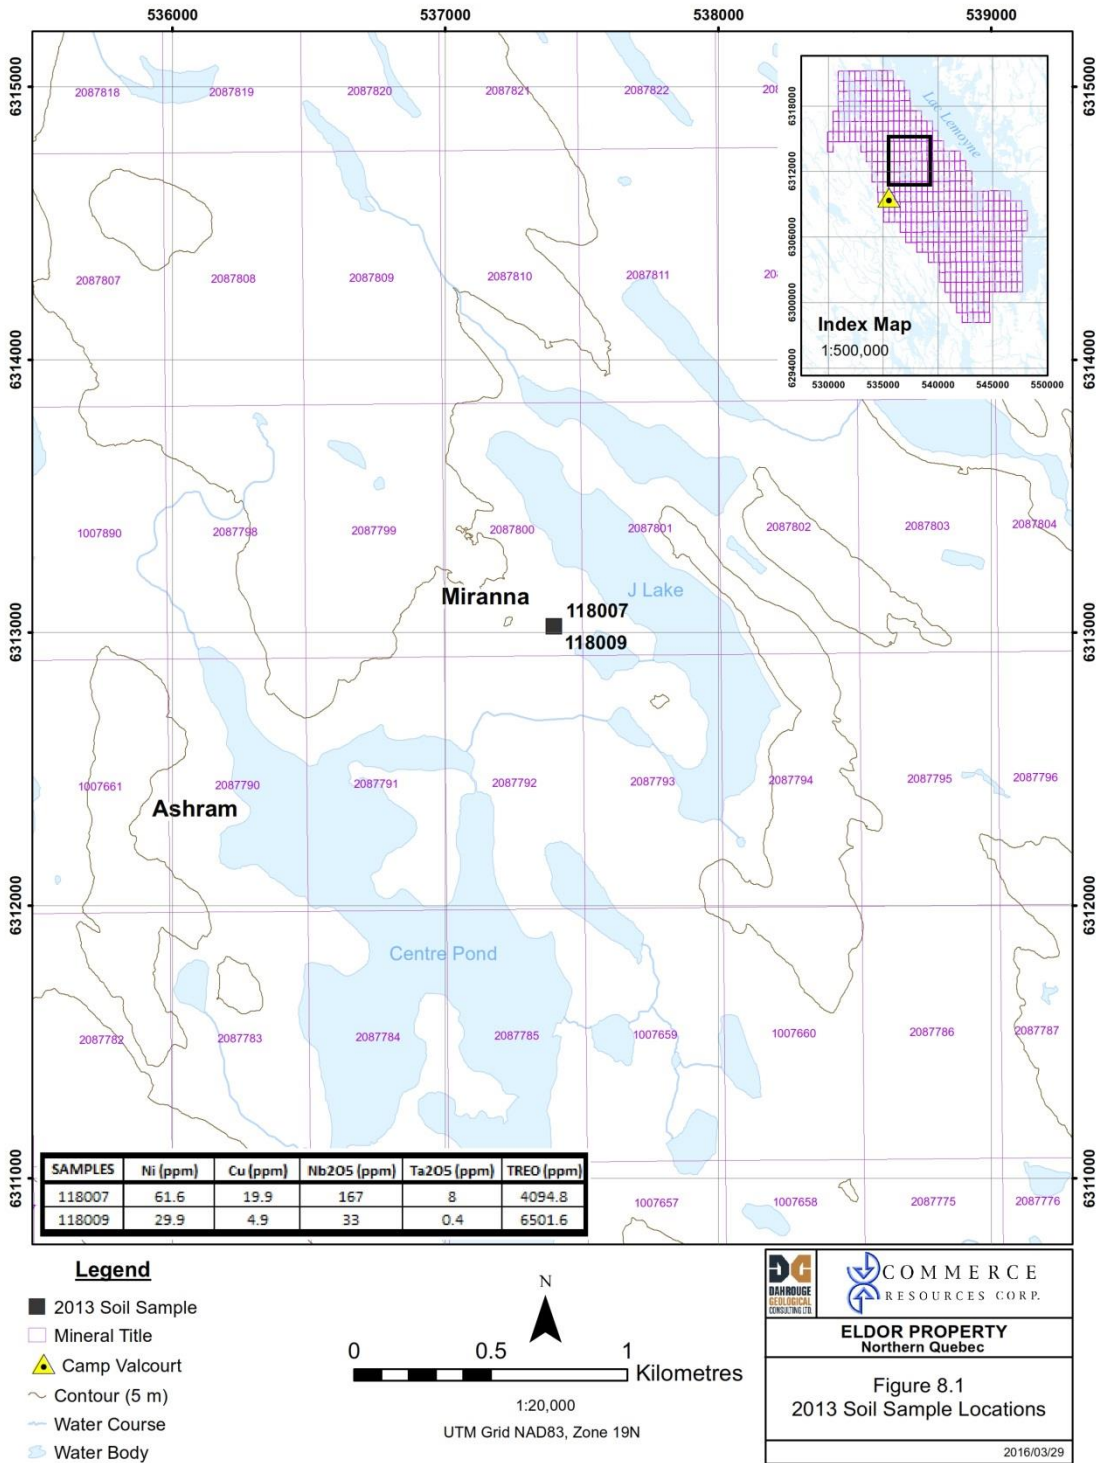 536000 537000 538000 539000
6315000 6315000
2087818 2087819 2087820 2087821 2087822
Lac Lemoyne
6318000
6312000
6306000
6300000
6294000
Index Map
1:500,000
530000 535000 540000 545000 550000
2087807 2087808 2087809 2087810 2087811
6314000 6314000
1007890 2087798 2087799 2087800 2087801 2087802 2087803 2087804
J Lake
Miranna
118007
118009
6313000 6313000
1007661 2087790 2087791 2087792 2087793 2087794 2087795 2087796
Ashram
6312000 6312000
Centre Pond
2087782 2087783 2087784 2087785 1007659 1007660 2087786 2087787
6311000 6311000
1007657 1007658 2087775 2087776
SAMPLES Ni (ppm) Cu (ppm) Nb2O5 (ppm) Ta2O5 (ppm) TREO (ppm)
118007 61.6 19.9 167 8 4094.8
118009 29.9 4.9 33 0.4 6501.6
Legend
2013 Soil Sample
Mineral Title
Camp Valcourt
Contour (5 m)
Water Course
Water Body
N
0 0.5 1
Kilometres
1:20,000
UTM Grid NAD83, Zone 19N
DG
DAHROUGE
GEOLOGICAL
CONSULTING LTD.
COMMERCE
RESOURCES CORP.
ELDOR PROPERTY
Northern Quebec
Figure 8.1
2013 Soil Sample Locations
2016/03/29